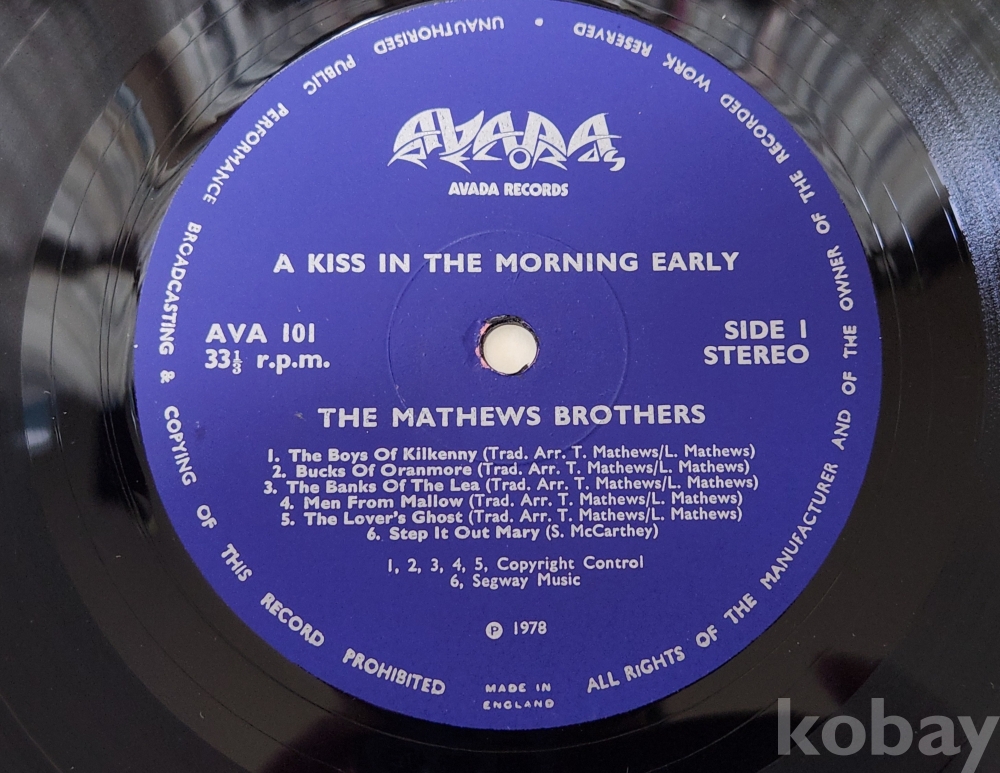 AVADA
RECORDS
AVADA RECORDS
A KISS IN THE MORNING EARLY
AVA 101
33⅓ r.p.m.
SIDE 1
STEREO
THE MATHEWS BROTHERS
1. The Boys Of Kilkenny (Trad. Arr. T. Mathews/L. Mathews)
2. Bucks Of Oranmore (Trad. Arr. T. Mathews/L. Mathews)
3. The Banks Of The Lea (Trad. Arr. T. Mathews/L. Mathews)
4. Men From Mallow (Trad. Arr. T. Mathews/L. Mathews)
5. The Lover's Ghost (Trad. Arr. T. Mathews/L. Mathews)
6. Step It Out Mary (S. McCarthey)
1, 2, 3, 4, 5, Copyright Control
6, Segway Music
℗ 1978
MADE IN
ENGLAND
ALL RIGHTS OF THE MANUFACTURER AND OF THE OWNER OF THE RECORDED WORK RESERVED • UNAUTHORISED PUBLIC PERFORMANCE BROADCASTING & COPYING OF THIS RECORD PROHIBITED
kobay